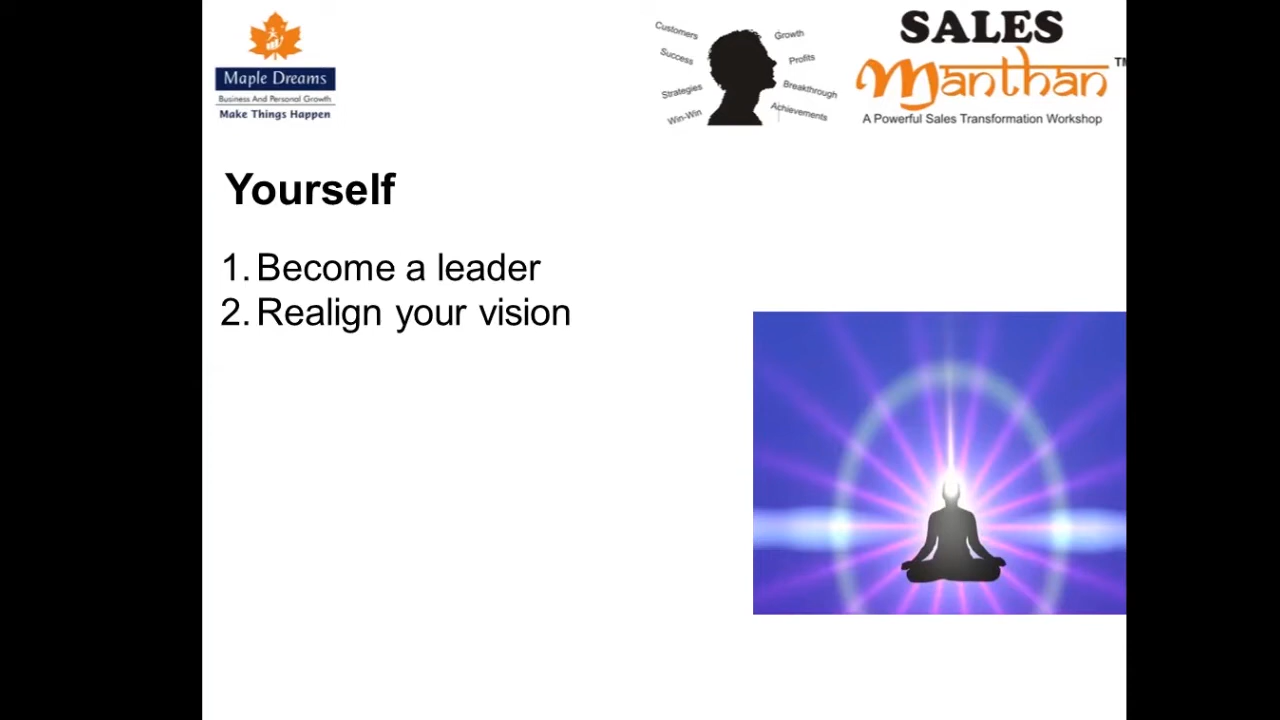 Maple Dreams
Business And Personal Growth
Make Things Happen
Customers
Success
Strategies
Win-Win
Growth
Profits
Breakthrough
Achievements
SALES
Manthan TM
A Powerful Sales Transformation Workshop
Yourself
1. Become a leader
2. Realign your vision